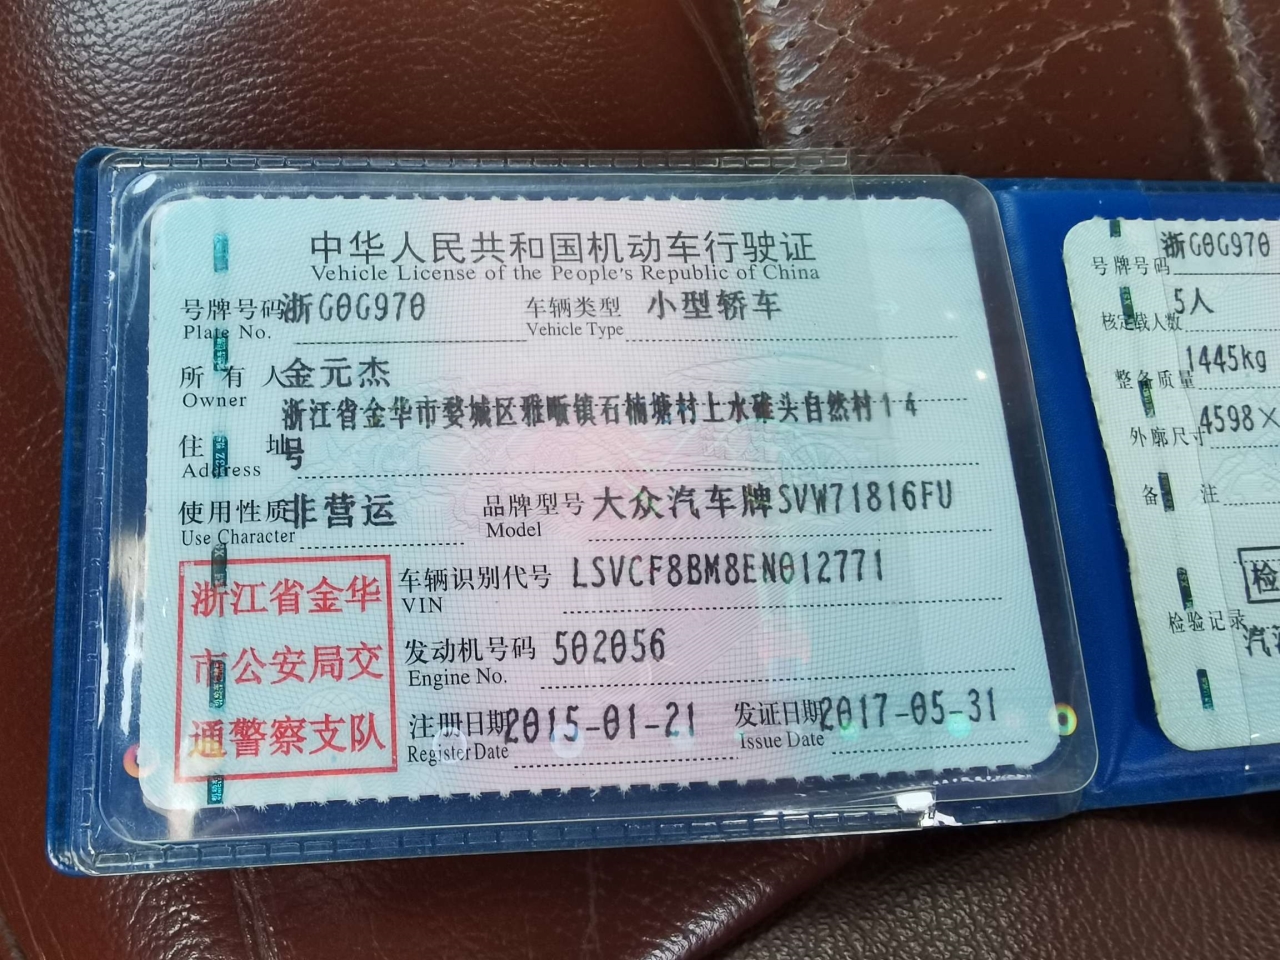 中华人民共和国机动车行驶证
Vehicle License of the People's Republic of China
号牌号码 浙G0G970 车辆类型 小型轿车
Plate No. Vehicle Type
所有人 金元杰
Owner
浙江省金华市婺城区雅畈镇石楠塘村上水碓头自然村14
住址 号
Address
使用性质 非营运 品牌型号 大众汽车牌SVW71816FU
Use Character Model
浙江省金华
市公安局交
通警察支队
车辆识别代号 LSVCF8BM8EN012771
VIN
发动机号码 502056
Engine No.
注册日期 2015-01-21 发证日期 2017-05-31
Register Date Issue Date
号牌号码 浙G0G970
核定载人数 5人
整备质量 1445kg
外廓尺寸 4598×
备注
检
检验记录
汽